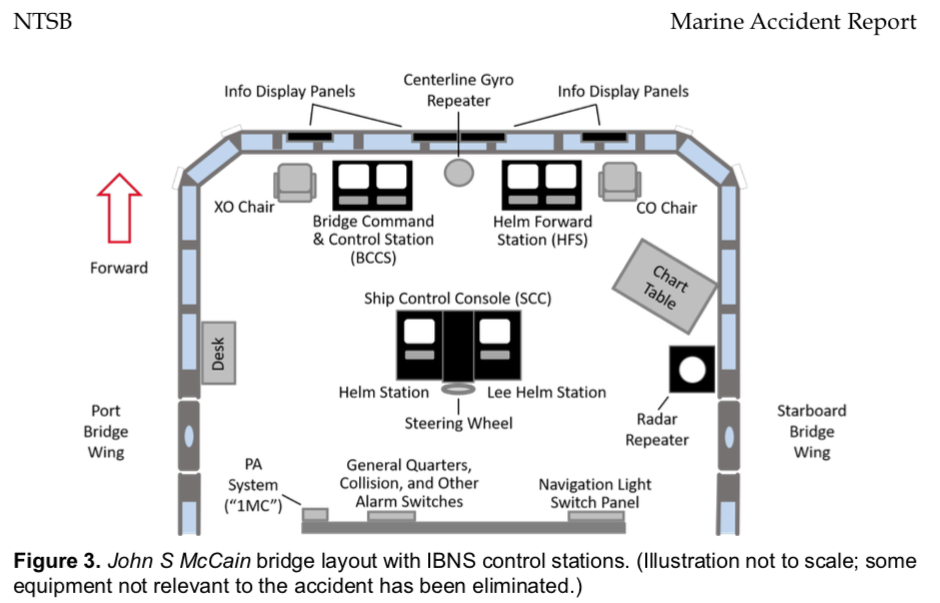 NTSB
Marine Accident Report
Info Display Panels
Centerline Gyro
Repeater
Info Display Panels
XO Chair
Bridge Command
& Control Station
(BCCS)
Helm Forward
Station (HFS)
CO Chair
Forward
Chart
Table
Ship Control Console (SCC)
Desk
Helm Station
Lee Helm Station
Steering Wheel
Radar
Repeater
Port
Bridge
Wing
Starboard
Bridge
Wing
PA
System
("1MC")
General Quarters,
Collision, and Other
Alarm Switches
Navigation Light
Switch Panel
Figure 3. John S McCain bridge layout with IBNS control stations. (Illustration not to scale; some
equipment not relevant to the accident has been eliminated.)